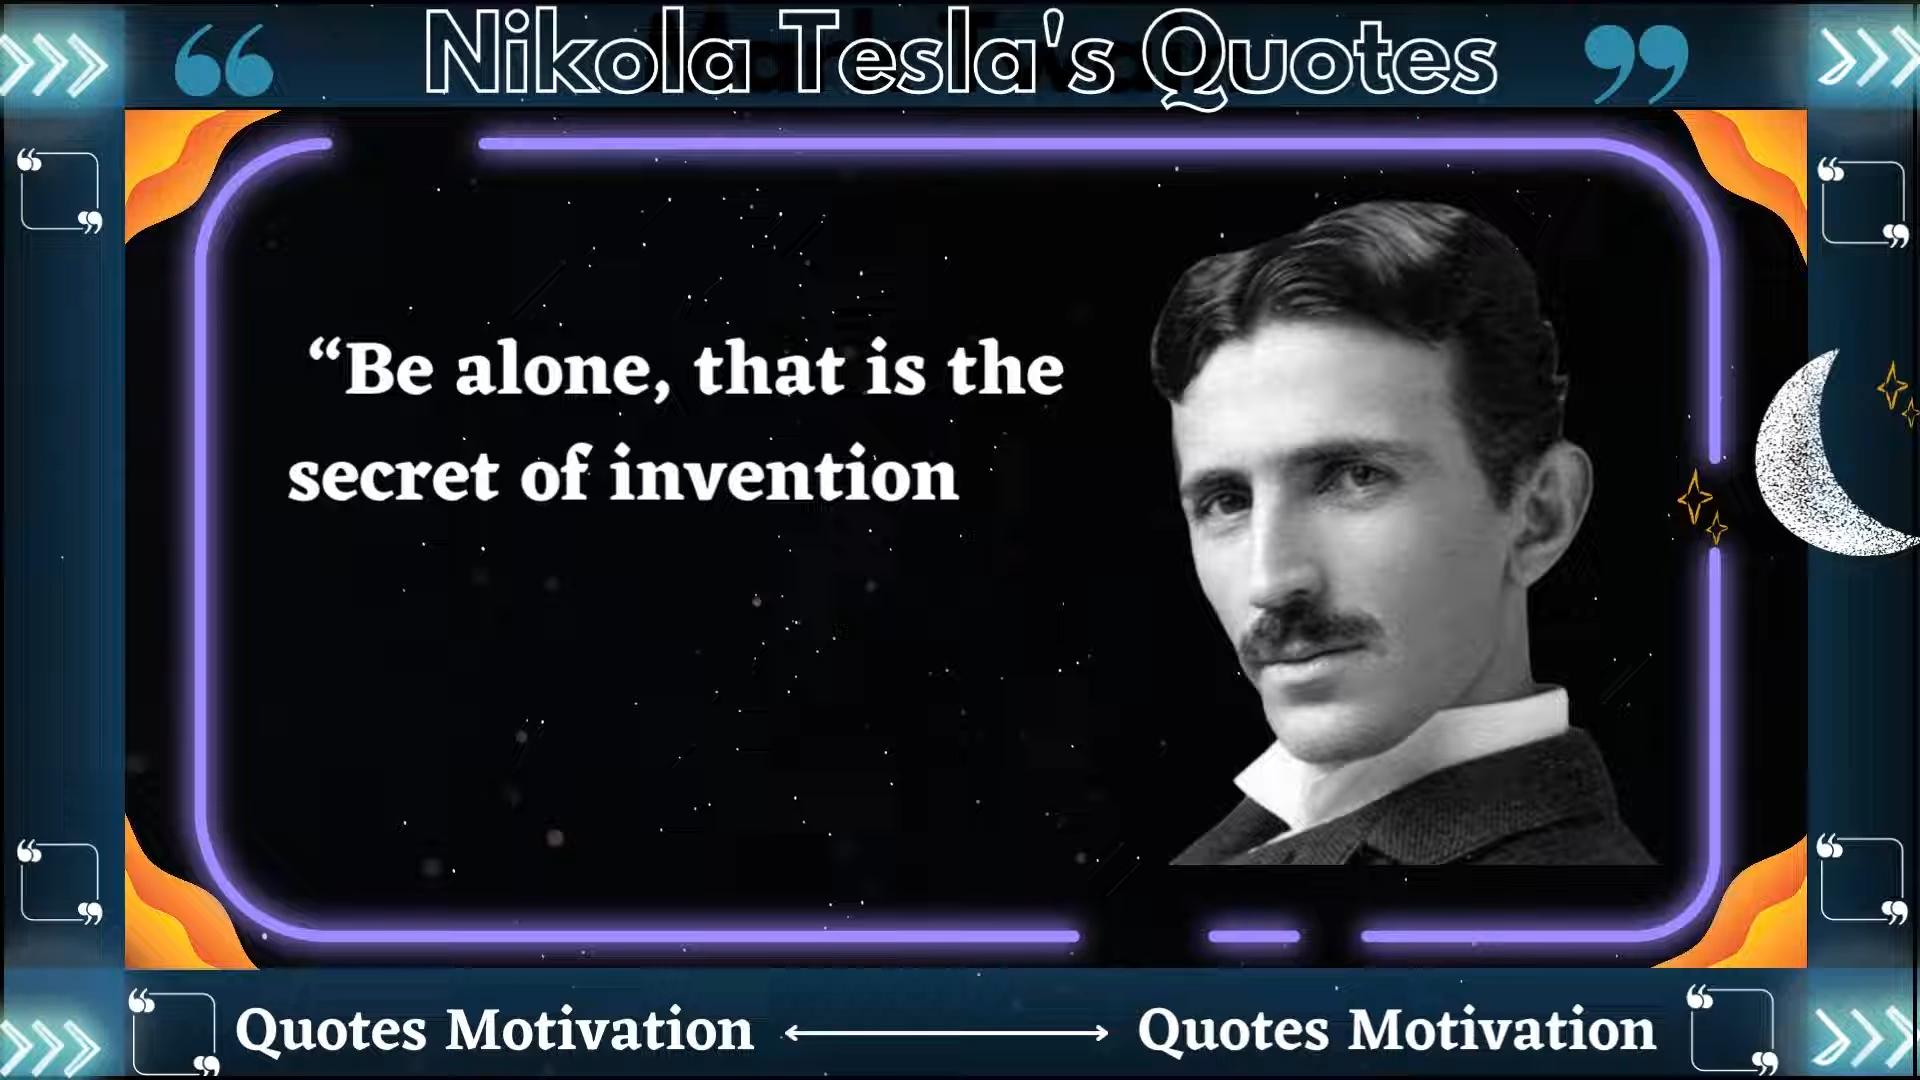 Nikola Tesla's Quotes
“Be alone, that is the
secret of invention
Quotes Motivation
Quotes Motivation